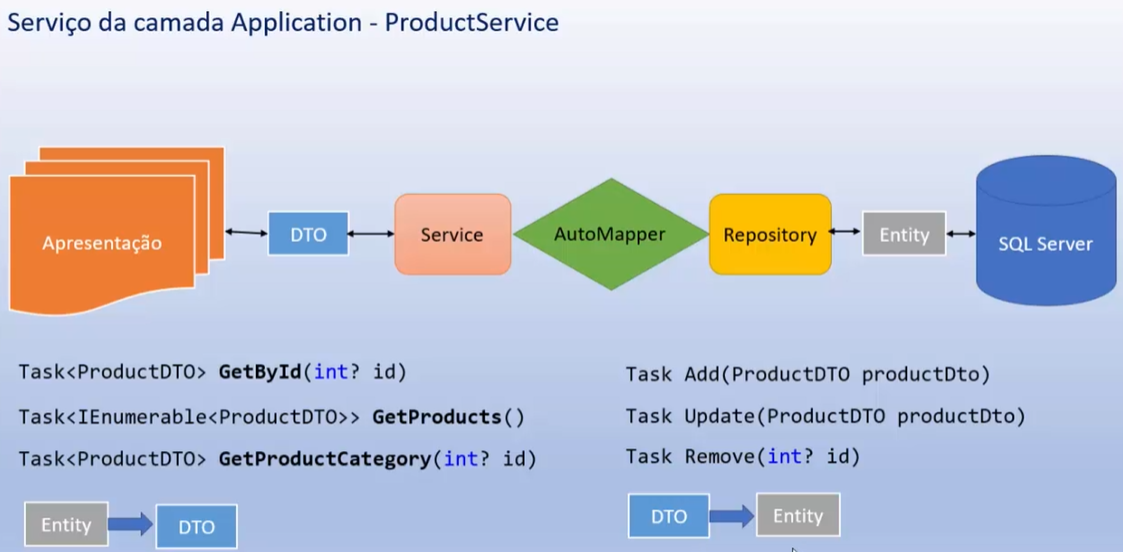 Serviço da camada Application - ProductService
Apresentação
DTO
Service
AutoMapper
Repository
Entity
SQL Server
Task<ProductDTO> GetById(int? id)
Task<IEnumerable<ProductDTO>> GetProducts()
Task<ProductDTO> GetProductCategory(int? id)
Entity
DTO
Task Add(ProductDTO productDto)
Task Update(ProductDTO productDto)
Task Remove(int? id)
DTO
Entity